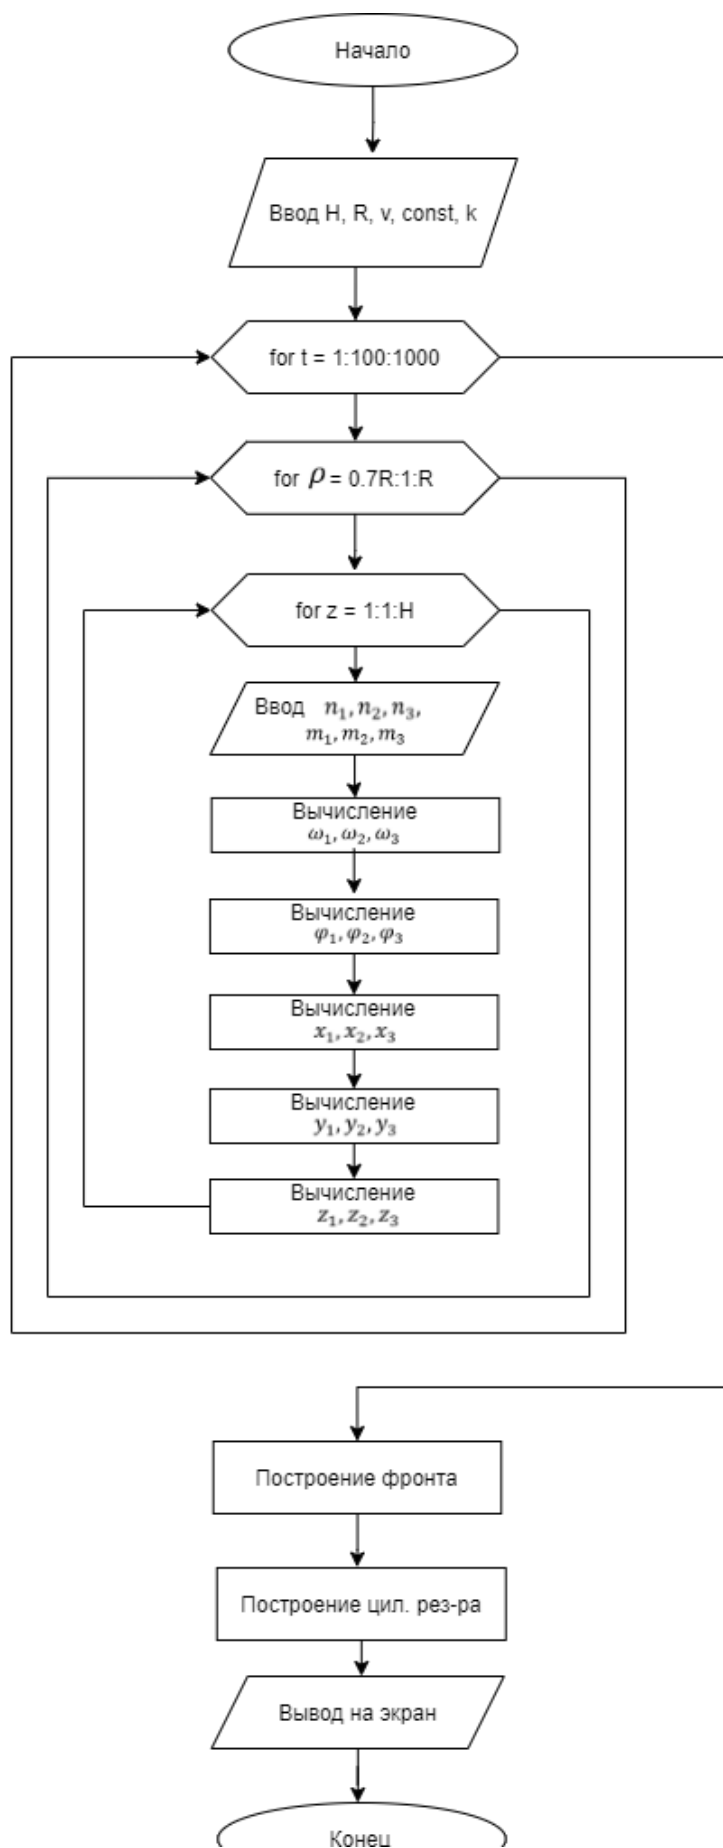 Начало
Ввод H, R, v, const, k
for t = 1:100:1000
for ρ = 0.7R:1:R
for z = 1:1:H
Ввод n₁, n₂, n₃,
m₁, m₂, m₃
Вычисление
ω₁, ω₂, ω₃
Вычисление
φ₁, φ₂, φ₃
Вычисление
x₁, x₂, x₃
Вычисление
y₁, y₂, y₃
Вычисление
z₁, z₂, z₃
Построение фронта
Построение цил. рез-ра
Вывод на экран
Конец